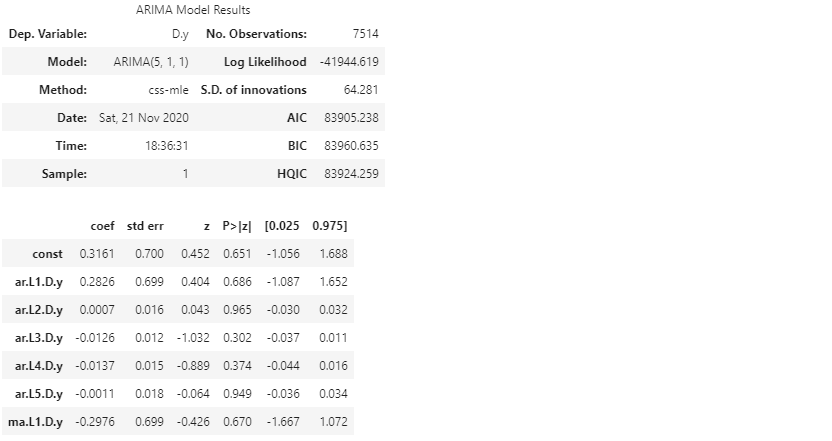 ARIMA Model Results
Dep. Variable: D.y No. Observations: 7514
Model: ARIMA(5, 1, 1) Log Likelihood -41944.619
Method: css-mle S.D. of innovations 64.281
Date: Sat, 21 Nov 2020 AIC 83905.238
Time: 18:36:31 BIC 83960.635
Sample: 1 HQIC 83924.259
coef std err z P>|z| [0.025 0.975]
const 0.3161 0.700 0.452 0.651 -1.056 1.688
ar.L1.D.y 0.2826 0.699 0.404 0.686 -1.087 1.652
ar.L2.D.y 0.0007 0.016 0.043 0.965 -0.030 0.032
ar.L3.D.y -0.0126 0.012 -1.032 0.302 -0.037 0.011
ar.L4.D.y -0.0137 0.015 -0.889 0.374 -0.044 0.016
ar.L5.D.y -0.0011 0.018 -0.064 0.949 -0.036 0.034
ma.L1.D.y -0.2976 0.699 -0.426 0.670 -1.667 1.072